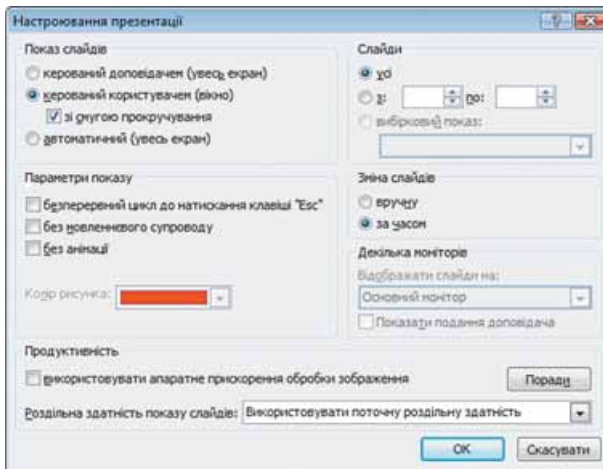 Настроювання презентації
Показ слайдів
керований доповідачем (увесь екран)
керований користувачем (вікно)
зі смугою прокручування
автоматичний (увесь екран)
Слайди
усі
з: по:
вибірковий показ:
Параметри показу
безперервний цикл до натискання клавіші "Esc"
без мовленнєвого супроводу
без анімації
Колір рисунка:
Зміна слайдів
вручну
за часом
Декілька моніторів
Відображати слайди на:
Основний монітор
Показати подання доповідача
Продуктивність
використовувати апаратне прискорення обробки зображення
Поради
Роздільна здатність показу слайдів: Використовувати поточну роздільну здатність
ОК Скасувати